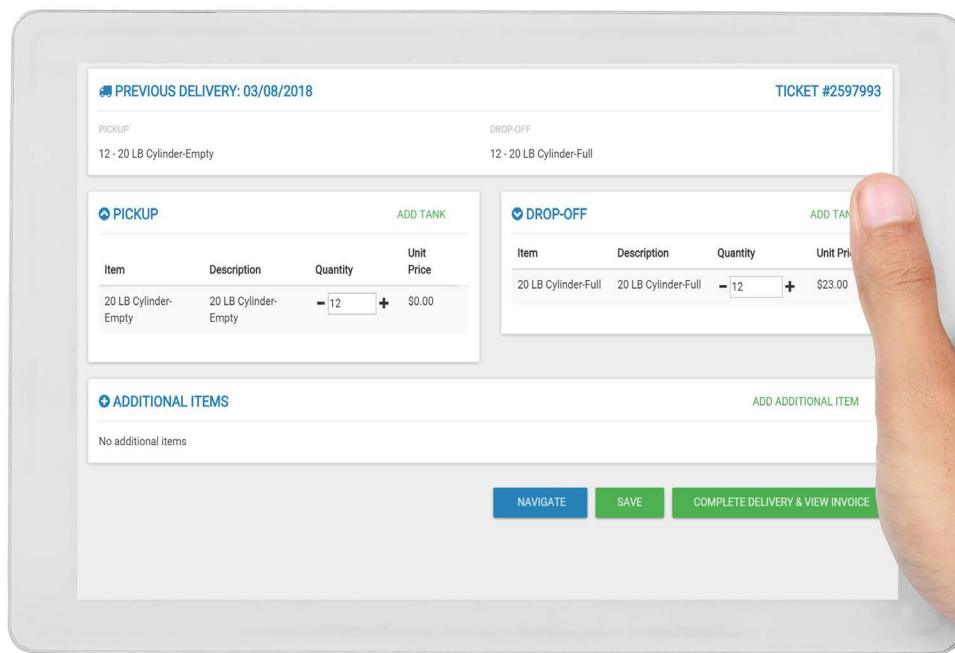 PREVIOUS DELIVERY: 03/08/2018 TICKET #2597993
PICKUP DROP-OFF
12 - 20 LB Cylinder-Empty 12 - 20 LB Cylinder-Full
PICKUP ADD TANK
Item Description Quantity Unit
Price
20 LB Cylinder- 20 LB Cylinder- 12 $0.00
Empty Empty
DROP-OFF ADD
Item Description Quantity Unit
20 LB Cylinder-Full 20 LB Cylinder-Full 12 $23.00
ADDITIONAL ITEMS ADD ADDITIONAL ITEM
No additional items
NAVIGATE SAVE COMPLETE DELIVERY & VIEW INVOICE